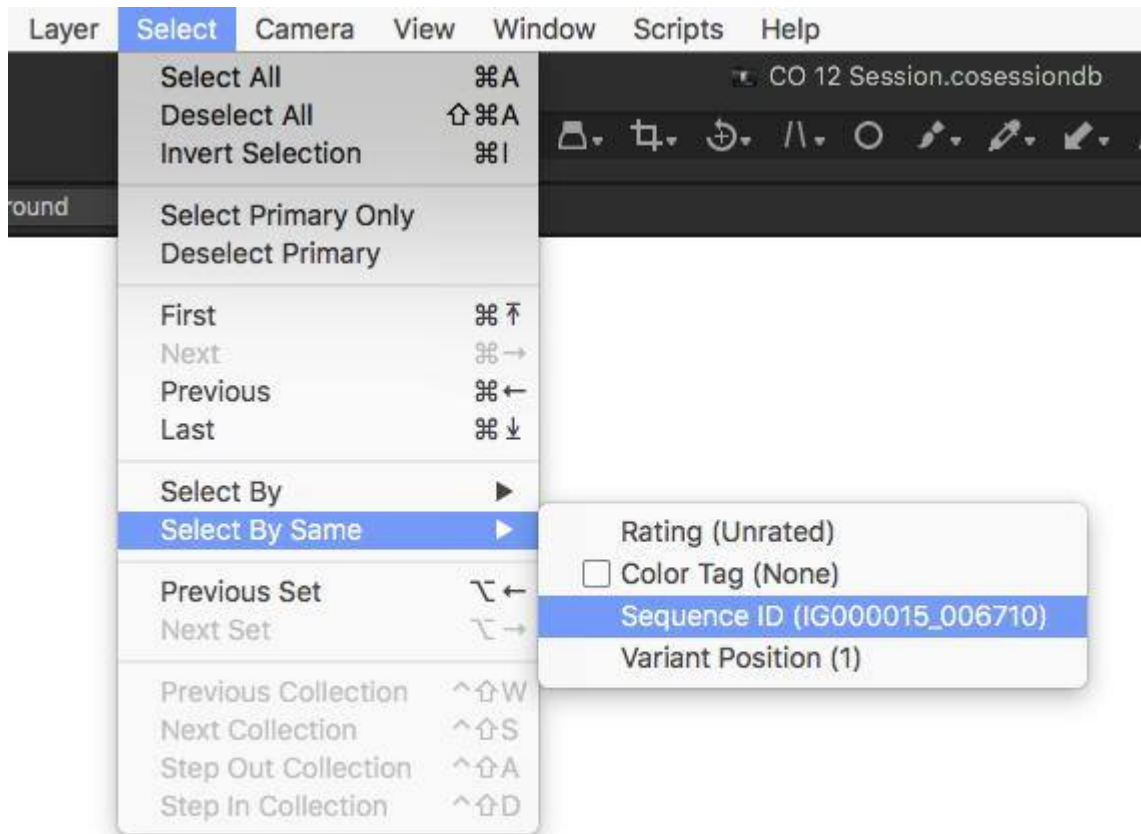 Layer Select Camera View Window Scripts Help
CO 12 Session.cosessiondb
Select All ⌘A
Deselect All ⇧⌘A
Invert Selection ⌘I
round
Select Primary Only
Deselect Primary
First ⌘⤒
Next ⌘→
Previous ⌘←
Last ⌘⤓
Select By ▶
Select By Same ▶
Rating (Unrated)
Color Tag (None)
Sequence ID (IG000015_006710)
Variant Position (1)
Previous Set ⌥←
Next Set ⌥→
Previous Collection ^⇧W
Next Collection ^⇧S
Step Out Collection ^⇧A
Step In Collection ^⇧D